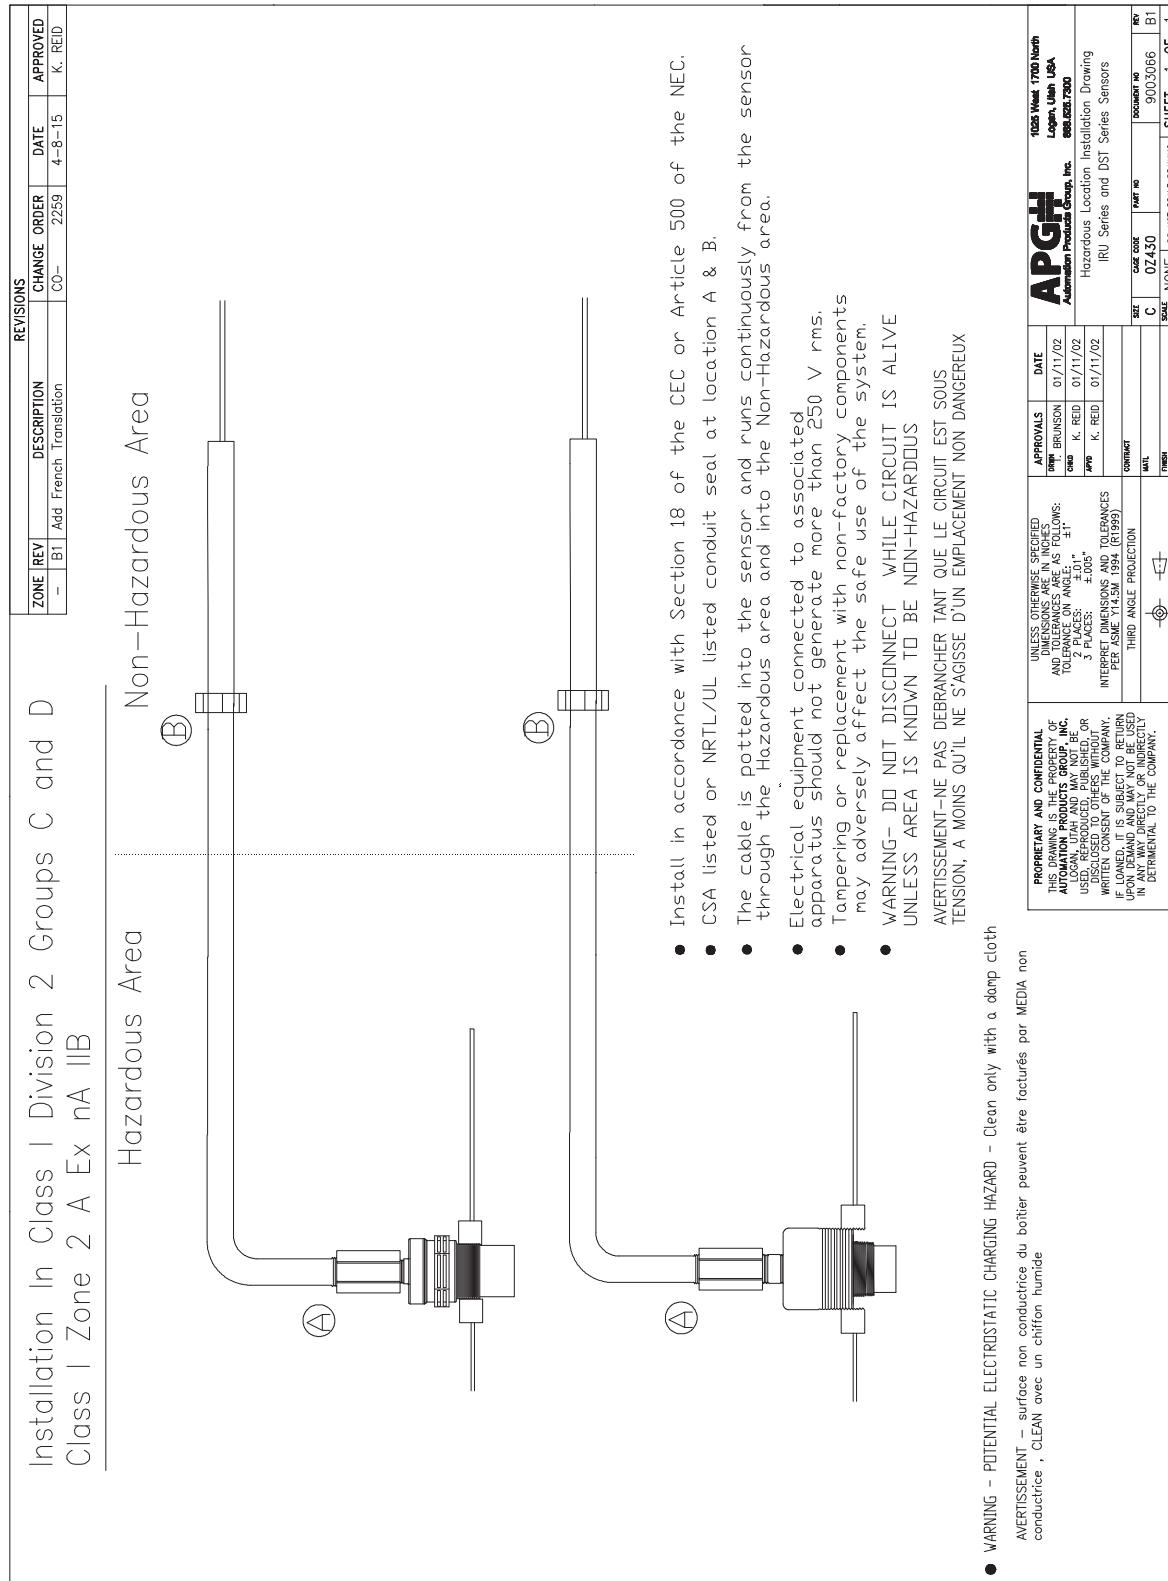 Installation In Class I Division 2 Groups C and D
Class I Zone 2 A Ex nA IIB
Hazardous Area
Non-Hazardous Area
REVISIONS
ZONE REV DESCRIPTION CHANGE ORDER DATE APPROVED
- B1 Add French Translation CO- 2259 4-8-15 K. REID
B
A
B
A
● Install in accordance with Section 18 of the CEC or Article 500 of the NEC.
● CSA listed or NRTL/UL listed conduit seal at location A & B.
● The cable is potted into the sensor and runs continuously from the sensor
through the Hazardous area and into the Non-Hazardous area.
● Electrical equipment connected to associated
apparatus should not generate more than 250 V rms.
● Tampering or replacement with non-factory components
may adversely affect the safe use of the system.
● WARNING- DO NOT DISCONNECT WHILE CIRCUIT IS ALIVE
UNLESS AREA IS KNOWN TO BE NON-HAZARDOUS
AVERTISSEMENT-NE PAS DEBRANCHER TANT QUE LE CIRCUIT EST SOUS
TENSION, A MOINS QU'IL NE S'AGISSE D'UN EMPLACEMENT NON DANGEREUX
● WARNING - POTENTIAL ELECTROSTATIC CHARGING HAZARD - Clean only with a damp cloth
AVERTISSEMENT - surface non conductrice du boîtier peuvent être facturés par MEDIA non
conductrice , CLEAN avec un chiffon humide
PROPRIETARY AND CONFIDENTIAL
THIS DRAWING IS THE PROPERTY OF
AUTOMATION PRODUCTS GROUP, INC.
LOGAN, UTAH AND MAY NOT BE
USED, REPRODUCED, PUBLISHED, OR
DISCLOSED TO OTHERS WITHOUT
WRITTEN CONSENT OF THE COMPANY.
IF LOANED, IT IS SUBJECT TO RETURN
UPON DEMAND AND MAY NOT BE USED
IN ANY WAY DIRECTLY OR INDIRECTLY
DETRIMENTAL TO THE COMPANY.
UNLESS OTHERWISE SPECIFIED
DIMENSIONS ARE IN INCHES
AND TOLERANCES ARE AS FOLLOWS:
TOLERANCE ON ANGLE: ±1°
2 PLACES: ±.01"
3 PLACES: ±.005"
INTERPRET DIMENSIONS AND TOLERANCES
PER ASME Y14.5M 1994 (R1999)
THIRD ANGLE PROJECTION
APPROVALS DATE
DRWN T. BRUNSON 01/11/02
CHKD K. REID 01/11/02
APVD K. REID 01/11/02
CONTRACT
MATL
FINISH
APG
Automation Products Group, Inc.
1025 West 1700 North
Logan, Utah USA
888.525.7300
Hazardous Location Installation Drawing
IRU Series and DST Series Sensors
SIZE C
CAGE CODE 0Z430
PART NO
DOCUMENT NO 9003066
REV B1
SCALE NONE
SHEET 1 OF 1